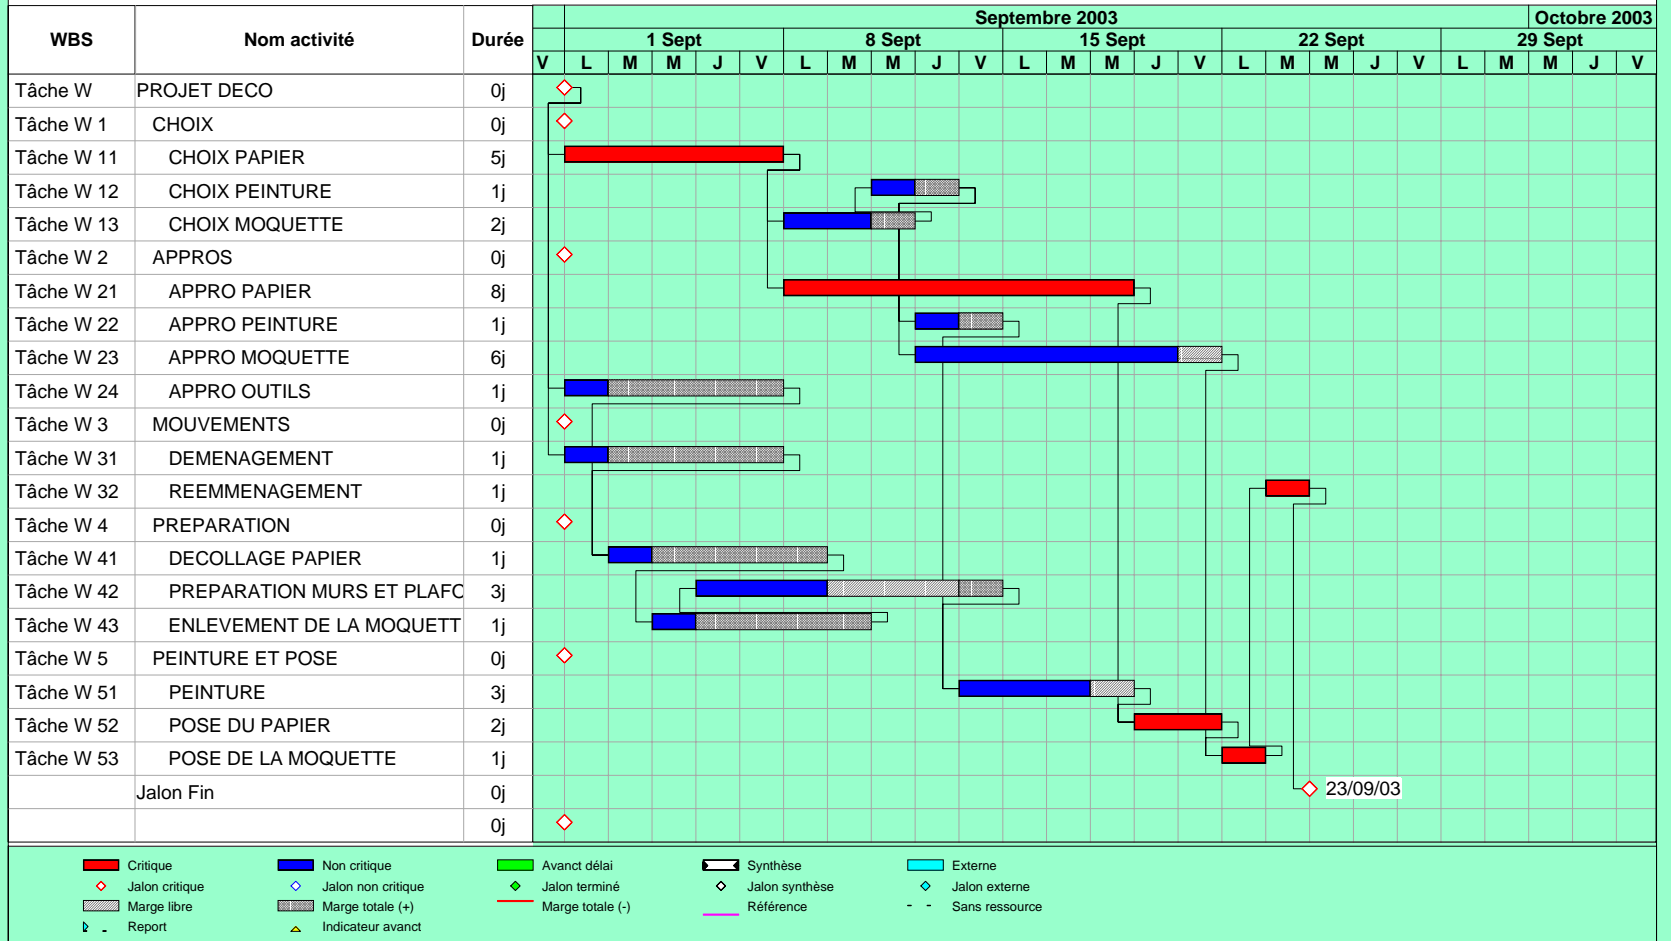 Septembre 2003 Octobre 2003
WBS Nom activité Durée 1 Sept 8 Sept 15 Sept 22 Sept 29 Sept
V L M M J V L M M J V L M M J V L M M J V L M M J V
Tâche W PROJET DECO 0j
Tâche W 1 CHOIX 0j
Tâche W 11 CHOIX PAPIER 5j
Tâche W 12 CHOIX PEINTURE 1j
Tâche W 13 CHOIX MOQUETTE 2j
Tâche W 2 APPROS 0j
Tâche W 21 APPRO PAPIER 8j
Tâche W 22 APPRO PEINTURE 1j
Tâche W 23 APPRO MOQUETTE 6j
Tâche W 24 APPRO OUTILS 1j
Tâche W 3 MOUVEMENTS 0j
Tâche W 31 DEMENAGEMENT 1j
Tâche W 32 REEMMENAGEMENT 1j
Tâche W 4 PREPARATION 0j
Tâche W 41 DECOLLAGE PAPIER 1j
Tâche W 42 PREPARATION MURS ET PLAFC 3j
Tâche W 43 ENLEVEMENT DE LA MOQUETT 1j
Tâche W 5 PEINTURE ET POSE 0j
Tâche W 51 PEINTURE 3j
Tâche W 52 POSE DU PAPIER 2j
Tâche W 53 POSE DE LA MOQUETTE 1j
Jalon Fin 0j 23/09/03
0j
Critique Non critique Avanct délai Synthèse Externe
Jalon critique Jalon non critique Jalon terminé Jalon synthèse Jalon externe
Marge libre Marge totale (+) Marge totale (-) Référence Sans ressource
Report Indicateur avanct